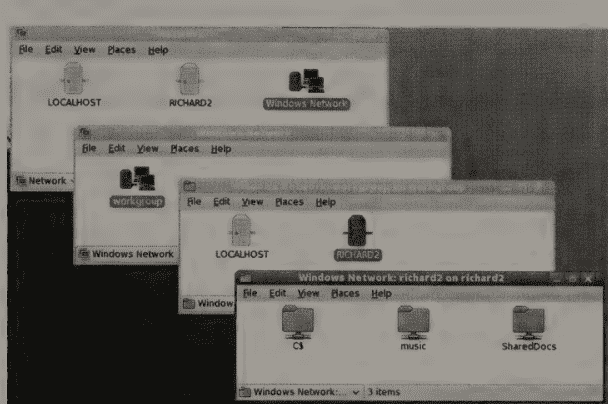 File Edit View Places Help
LOCALHOST RICHARD2 Windows Network
Network
File Edit View Places Help
workgroup
Windows Network
File Edit View Places Help
LOCALHOST RICHARD2
Window
Windows Network: richard2 on richard2
File Edit View Places Help
C$ music SharedDocs
Windows Network:... 3 items